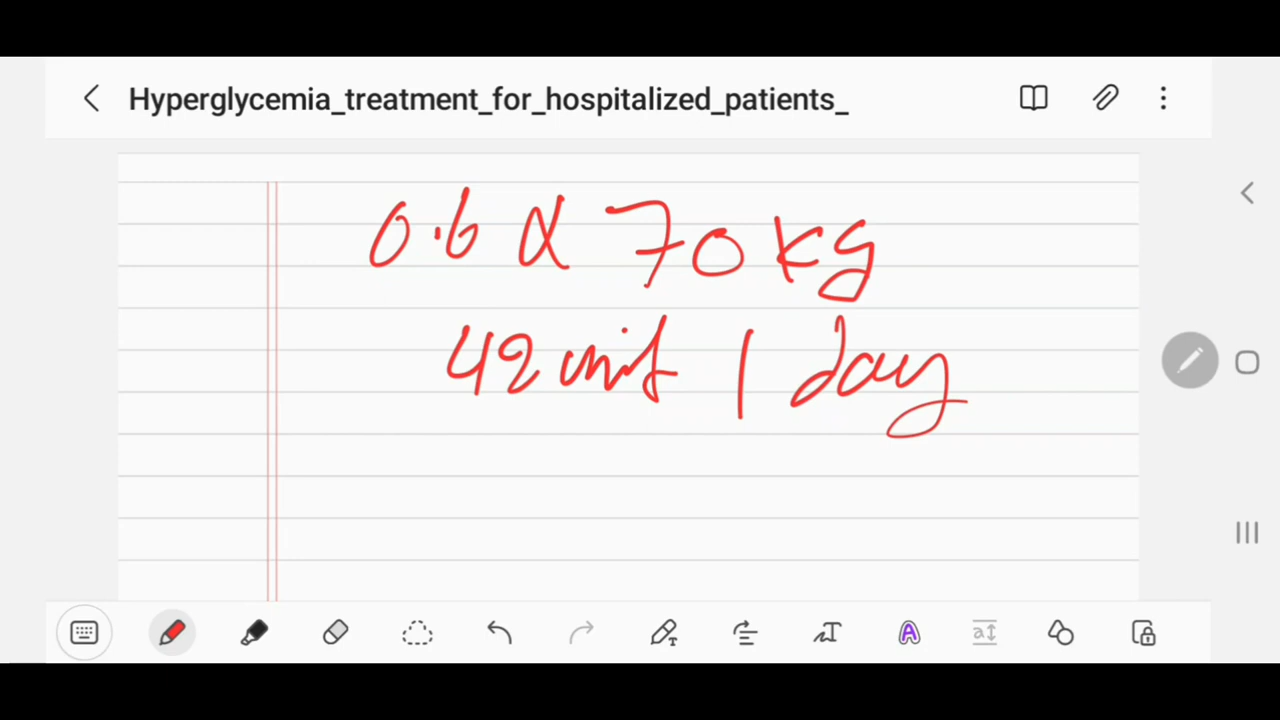 Hyperglycemia_treatment_for_hospitalized_patients_
0.6 x 70 kg
42 unit / day